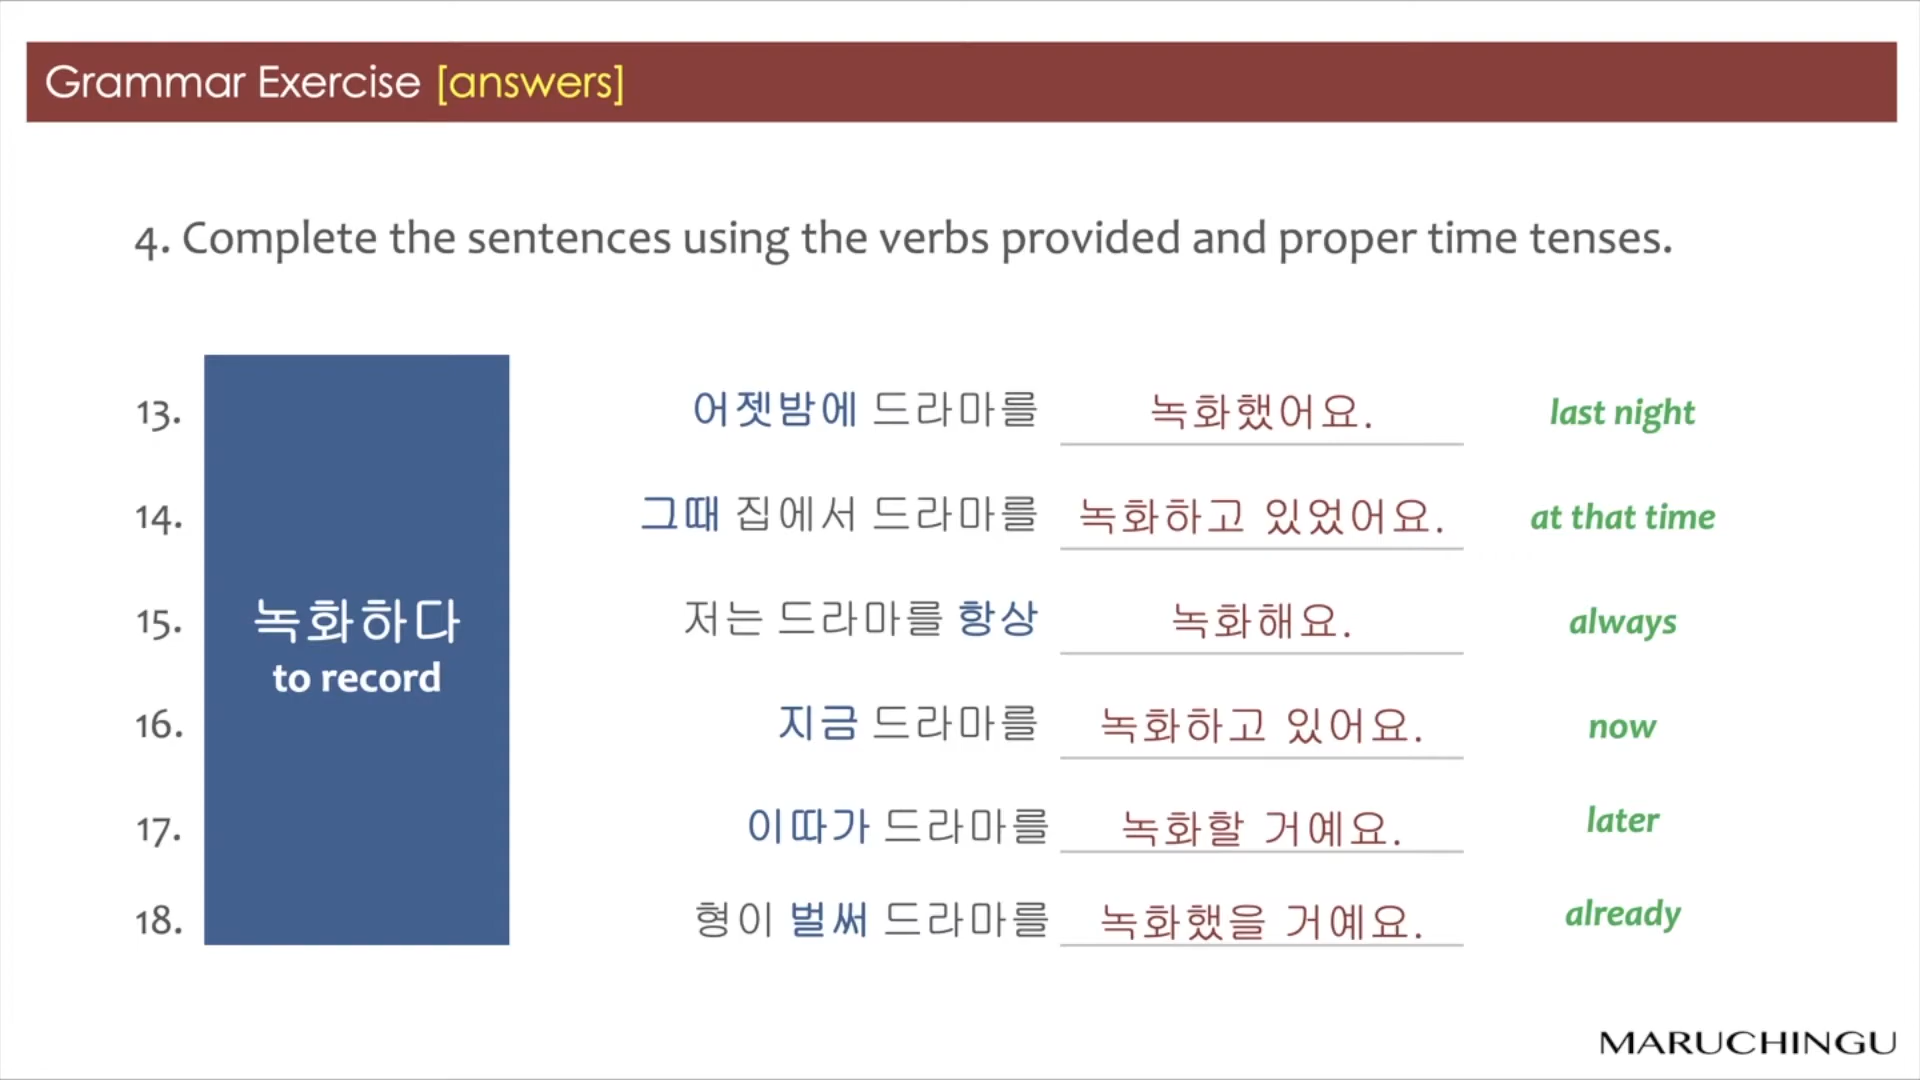 Grammar Exercise [answers]
4. Complete the sentences using the verbs provided and proper time tenses.
녹화하다
to record
13. 어젯밤에 드라마를 녹화했어요. last night
14. 그때 집에서 드라마를 녹화하고 있었어요. at that time
15. 저는 드라마를 항상 녹화해요. always
16. 지금 드라마를 녹화하고 있어요. now
17. 이따가 드라마를 녹화할 거예요. later
18. 형이 벌써 드라마를 녹화했을 거예요. already
MARUCHINGU